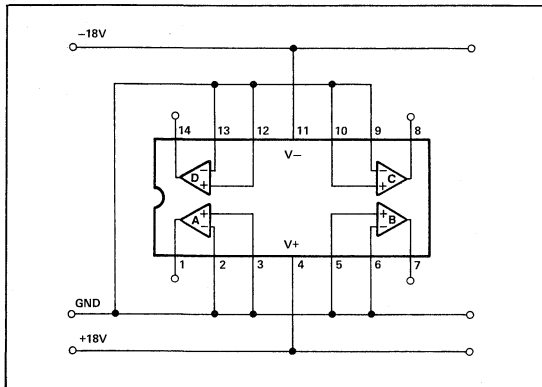 −18V
14 13 12 11 10 9 8
V−
− D +
− C +
+ A −
+ B −
V+
1 2 3 4 5 6 7
GND
+18V